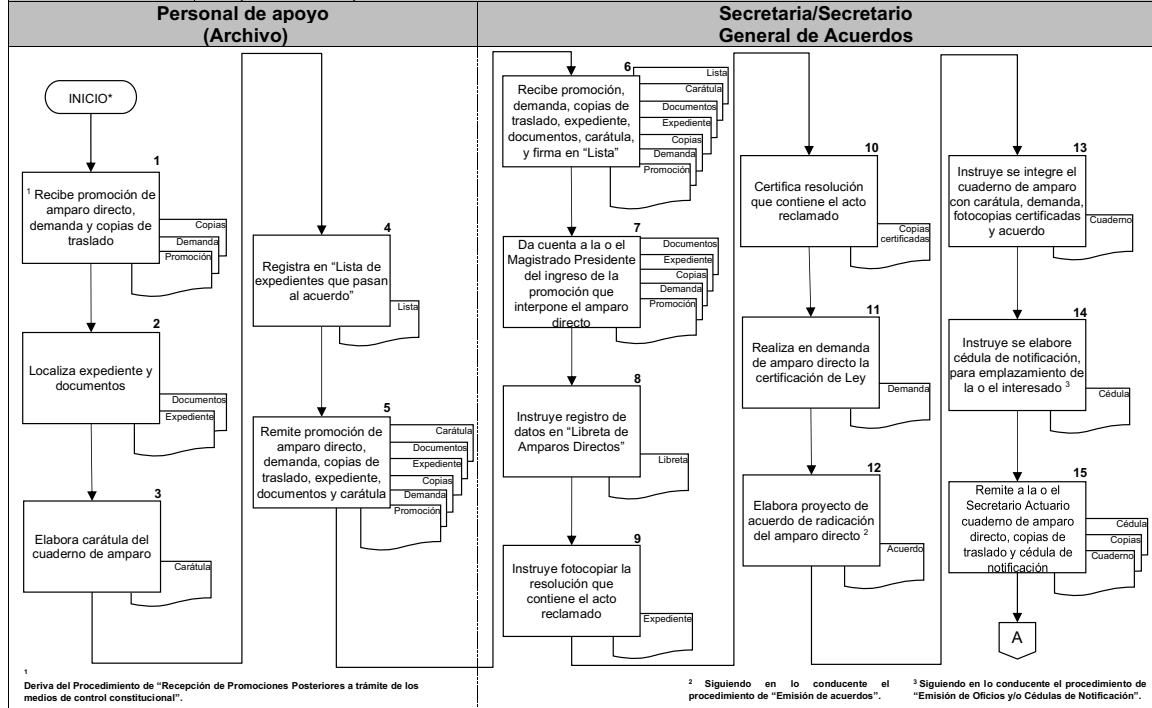 Personal de apoyo
(Archivo)
Secretaria/Secretario
General de Acuerdos
INICIO*
1
1 Recibe promoción de
amparo directo,
demanda y copias de
traslado
Copias
Demanda
Promoción
2
Localiza expediente y
documentos
Documentos
Expediente
3
Elabora carátula del
cuaderno de amparo
Carátula
4
Registra en “Lista de
expedientes que pasan
al acuerdo”
Lista
5
Remite promoción de
amparo directo,
demanda, copias de
traslado, expediente,
documentos y carátula
Carátula
Documentos
Expediente
Copias
Demanda
Promoción
6
Recibe promoción,
demanda, copias de
traslado, expediente,
documentos, carátula,
y firma en “Lista”
Lista
Carátula
Documentos
Expediente
Copias
Demanda
Promoción
7
Da cuenta a la o el
Magistrado Presidente
del ingreso de la
promoción que
interpone el amparo
directo
Documentos
Expediente
Copias
Demanda
Promoción
8
Instruye registro de
datos en “Libreta de
Amparos Directos”
Libreta
9
Instruye fotocopiar la
resolución que
contiene el acto
reclamado
Expediente
10
Certifica resolución
que contiene el acto
reclamado
Copias
certificadas
11
Realiza en demanda
de amparo directo la
certificación de Ley
Demanda
12
Elabora proyecto de
acuerdo de radicación
del amparo directo 2
Acuerdo
13
Instruye se integre el
cuaderno de amparo
con carátula, demanda,
fotocopias certificadas
y acuerdo
Cuaderno
14
Instruye se elabore
cédula de notificación,
para emplazamiento de
la o el interesado 3
Cédula
15
Remite a la o el
Secretario Actuario
cuaderno de amparo
directo, copias de
traslado y cédula de
notificación
Cédula
Copias
Cuaderno
A
1
Deriva del Procedimiento de “Recepción de Promociones Posteriores a trámite de los
medios de control constitucional”.
2 Siguiendo en lo conducente el
procedimiento de “Emisión de acuerdos”.
3 Siguiendo en lo conducente el procedimiento de
“Emisión de Oficios y/o Cédulas de Notificación”.